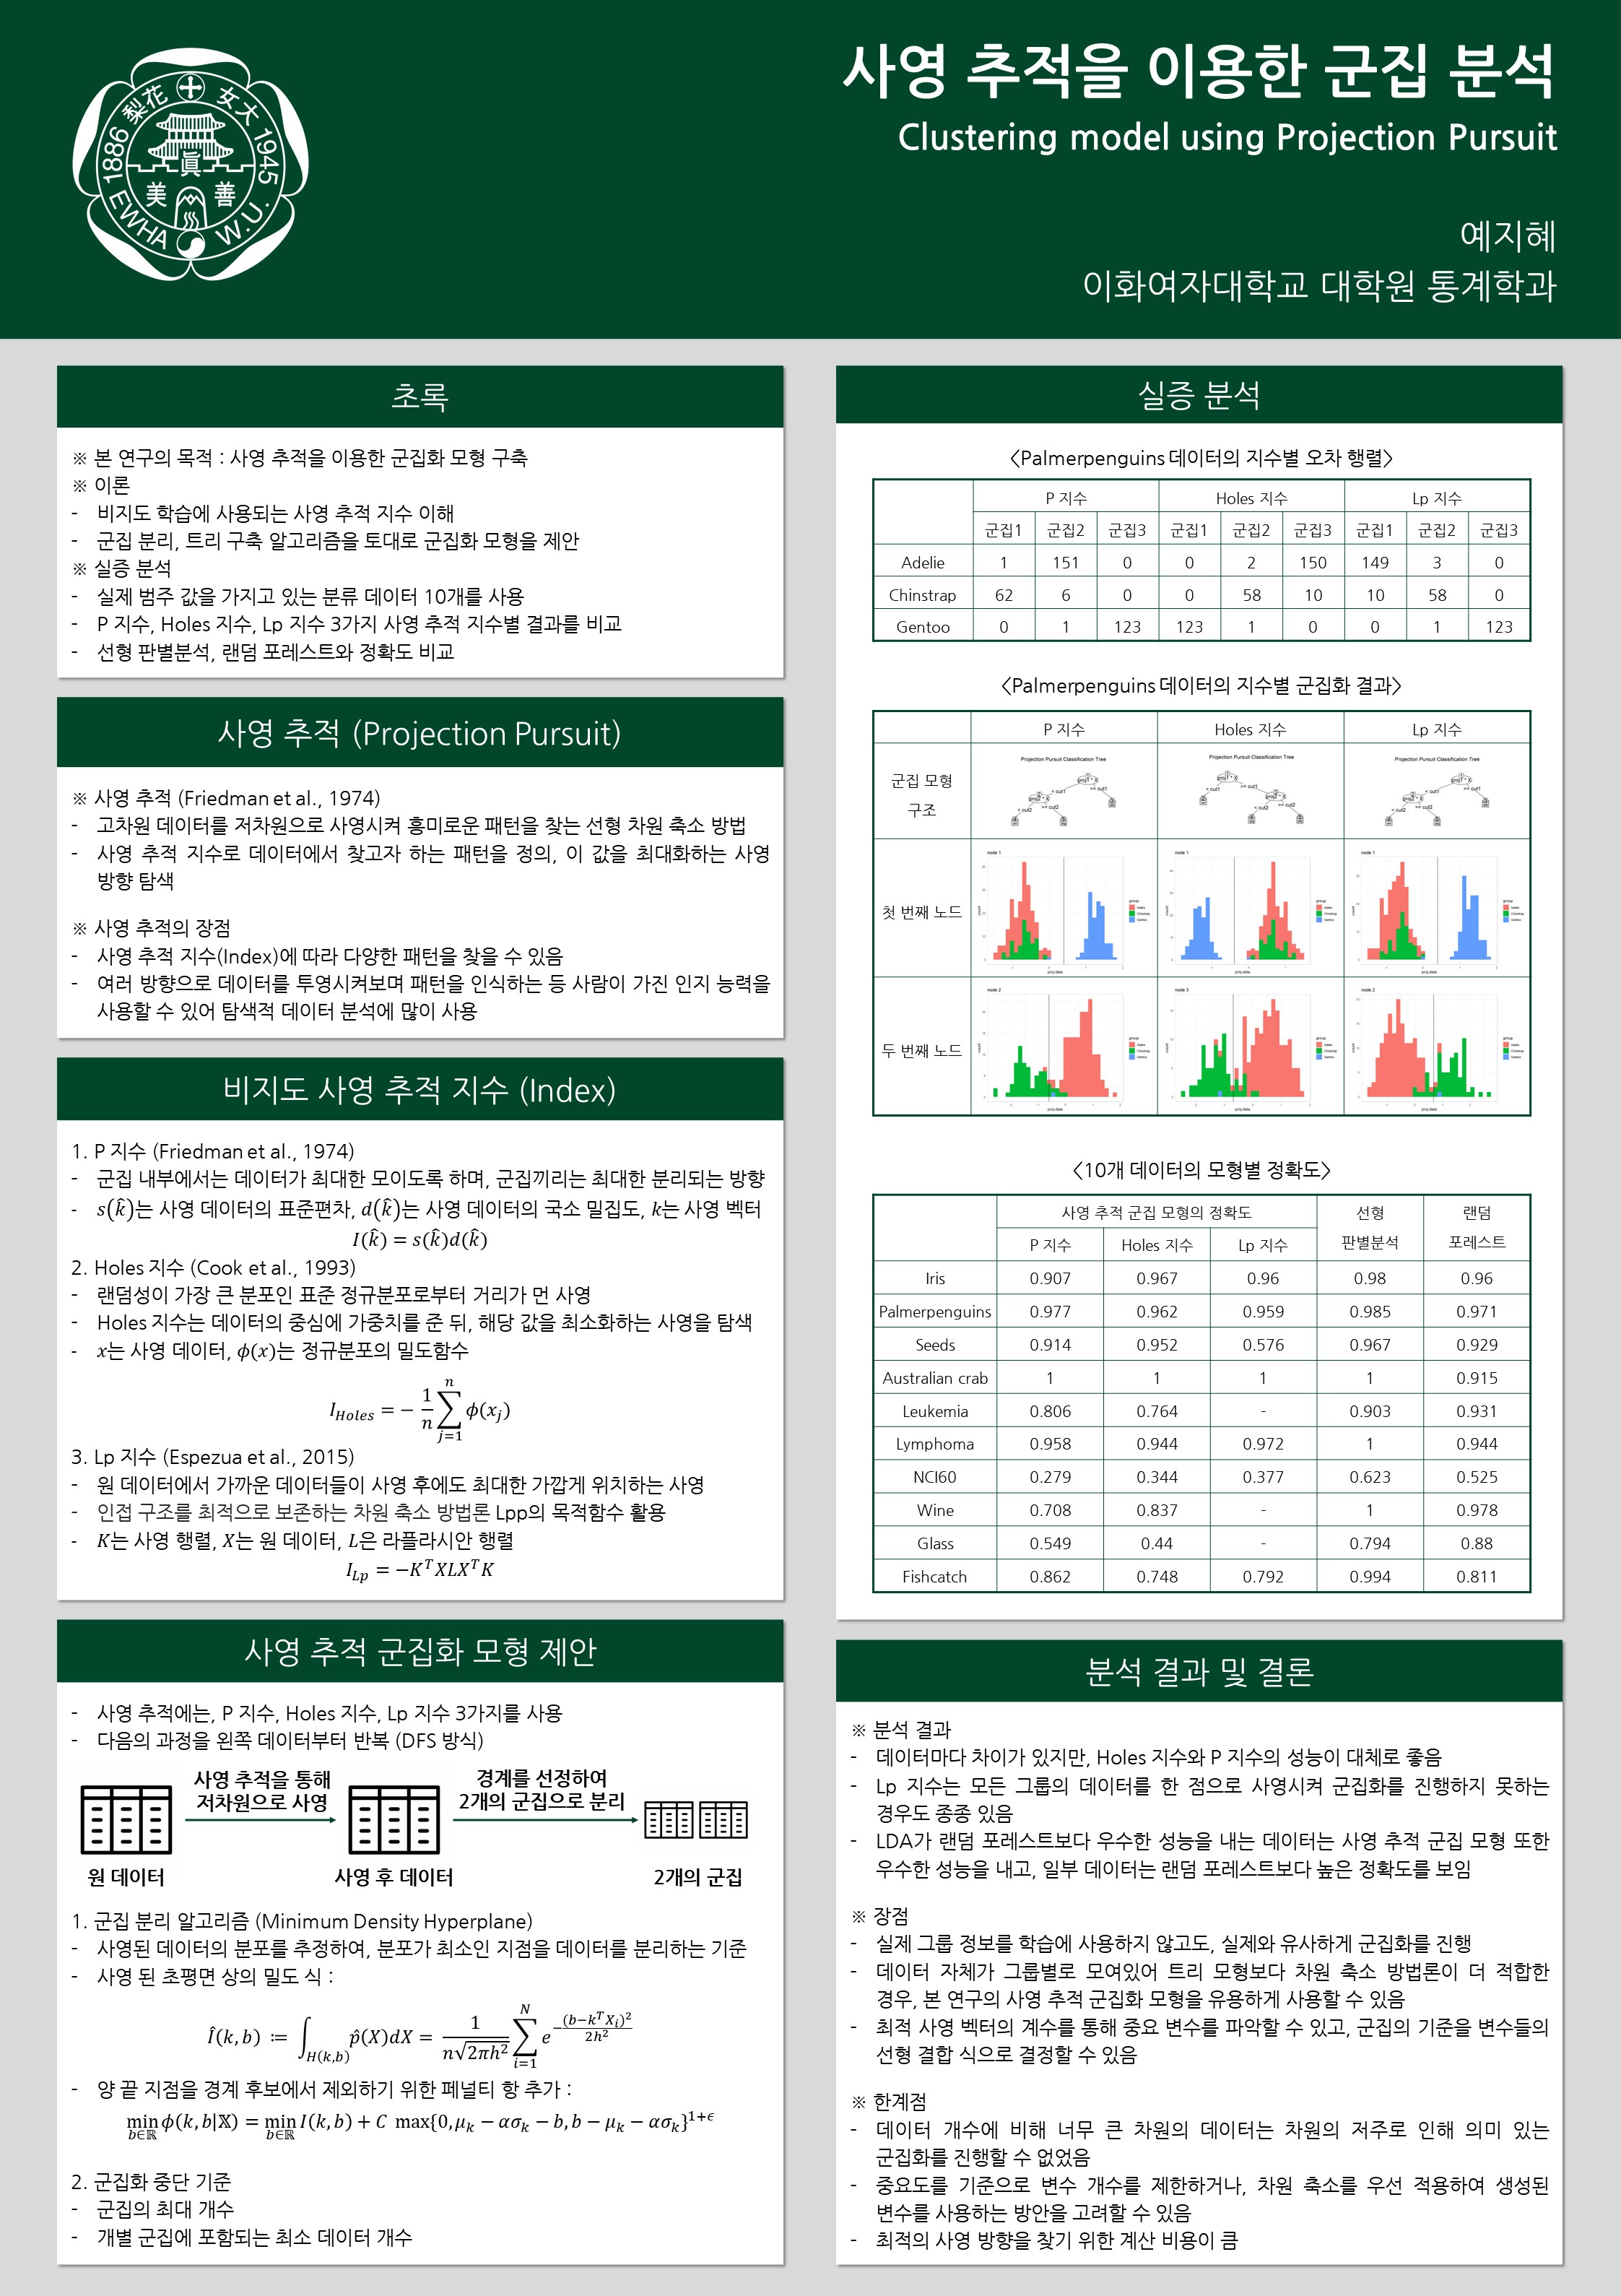 1886 梨花 女大 1945
眞
美 善
EWHA W.U.
사영 추적을 이용한 군집 분석
Clustering model using Projection Pursuit
예지혜
이화여자대학교 대학원 통계학과
초록
※ 본 연구의 목적 : 사영 추적을 이용한 군집화 모형 구축
※ 이론
- 비지도 학습에 사용되는 사영 추적 지수 이해
- 군집 분리, 트리 구축 알고리즘을 토대로 군집화 모형을 제안
※ 실증 분석
- 실제 범주 값을 가지고 있는 분류 데이터 10개를 사용
- P 지수, Holes 지수, Lp 지수 3가지 사영 추적 지수별 결과를 비교
- 선형 판별분석, 랜덤 포레스트와 정확도 비교
사영 추적 (Projection Pursuit)
※ 사영 추적 (Friedman et al., 1974)
- 고차원 데이터를 저차원으로 사영시켜 흥미로운 패턴을 찾는 선형 차원 축소 방법
- 사영 추적 지수로 데이터에서 찾고자 하는 패턴을 정의, 이 값을 최대화하는 사영
방향 탐색
※ 사영 추적의 장점
- 사영 추적 지수(Index)에 따라 다양한 패턴을 찾을 수 있음
- 여러 방향으로 데이터를 투영시켜보며 패턴을 인식하는 등 사람이 가진 인지 능력을
사용할 수 있어 탐색적 데이터 분석에 많이 사용
비지도 사영 추적 지수 (Index)
1. P 지수 (Friedman et al., 1974)
- 군집 내부에서는 데이터가 최대한 모이도록 하며, 군집끼리는 최대한 분리되는 방향
- s(k̂)는 사영 데이터의 표준편차, d(k̂)는 사영 데이터의 국소 밀집도, k는 사영 벡터
I(k̂) = s(k̂)d(k̂)
2. Holes 지수 (Cook et al., 1993)
- 랜덤성이 가장 큰 분포인 표준 정규분포로부터 거리가 먼 사영
- Holes 지수는 데이터의 중심에 가중치를 준 뒤, 해당 값을 최소화하는 사영을 탐색
- x는 사영 데이터, ϕ(x)는 정규분포의 밀도함수
I_Holes = − 1/n ∑_{j=1}^{n} ϕ(x_j)
3. Lp 지수 (Espezua et al., 2015)
- 원 데이터에서 가까운 데이터들이 사영 후에도 최대한 가깝게 위치하는 사영
- 인접 구조를 최적으로 보존하는 차원 축소 방법론 Lpp의 목적함수 활용
- K는 사영 행렬, X는 원 데이터, L은 라플라시안 행렬
I_Lp = −K^T XLX^T K
사영 추적 군집화 모형 제안
- 사영 추적에는, P 지수, Holes 지수, Lp 지수 3가지를 사용
- 다음의 과정을 왼쪽 데이터부터 반복 (DFS 방식)
사영 추적을 통해 경계를 선정하여
저차원으로 사영 2개의 군집으로 분리
원 데이터 사영 후 데이터 2개의 군집
1. 군집 분리 알고리즘 (Minimum Density Hyperplane)
- 사영된 데이터의 분포를 추정하여, 분포가 최소인 지점을 데이터를 분리하는 기준
- 사영 된 초평면 상의 밀도 식 :
Î(k, b) ≔ ∫_{H(k,b)} p̂(X)dX = 1/(n√(2πh²)) ∑_{i=1}^{N} e^{−(b−k^T X_i)²/(2h²)}
- 양 끝 지점을 경계 후보에서 제외하기 위한 페널티 항 추가 :
min_{b∈ℝ} ϕ(k, b|𝕏) = min_{b∈ℝ} I(k, b) + C max{0, μ_k − ασ_k − b, b − μ_k − ασ_k}^{1+ϵ}
2. 군집화 중단 기준
- 군집의 최대 개수
- 개별 군집에 포함되는 최소 데이터 개수
실증 분석
<Palmerpenguins 데이터의 지수별 오차 행렬>
P 지수 Holes 지수 Lp 지수
군집1 군집2 군집3 군집1 군집2 군집3 군집1 군집2 군집3
Adelie 1 151 0 0 2 150 149 3 0
Chinstrap 62 6 0 0 58 10 10 58 0
Gentoo 0 1 123 123 1 0 0 1 123
<Palmerpenguins 데이터의 지수별 군집화 결과>
P 지수 Holes 지수 Lp 지수
군집 모형
구조
Projection Pursuit Classification Tree Projection Pursuit Classification Tree Projection Pursuit Classification Tree
proj1 * X proj1 * X proj1 * X
< cut1 >= cut1 < cut1 >= cut1 < cut1 >= cut1
proj2 * X proj2 * X proj2 * X
< cut2 >= cut2 < cut2 >= cut2 < cut2 >= cut2
첫 번째 노드
node 1 node 1 node 1
group group group
Adelie Adelie Adelie
Chinstrap Chinstrap Chinstrap
Gentoo Gentoo Gentoo
proj.data proj.data proj.data
두 번째 노드
node 2 node 3 node 2
group group group
Adelie Adelie Adelie
Chinstrap Chinstrap Chinstrap
Gentoo Gentoo Gentoo
proj.data proj.data proj.data
<10개 데이터의 모형별 정확도>
사영 추적 군집 모형의 정확도 선형 판별분석 랜덤 포레스트
P 지수 Holes 지수 Lp 지수
Iris 0.907 0.967 0.96 0.98 0.96
Palmerpenguins 0.977 0.962 0.959 0.985 0.971
Seeds 0.914 0.952 0.576 0.967 0.929
Australian crab 1 1 1 1 0.915
Leukemia 0.806 0.764 - 0.903 0.931
Lymphoma 0.958 0.944 0.972 1 0.944
NCI60 0.279 0.344 0.377 0.623 0.525
Wine 0.708 0.837 - 1 0.978
Glass 0.549 0.44 - 0.794 0.88
Fishcatch 0.862 0.748 0.792 0.994 0.811
분석 결과 및 결론
※ 분석 결과
- 데이터마다 차이가 있지만, Holes 지수와 P 지수의 성능이 대체로 좋음
- Lp 지수는 모든 그룹의 데이터를 한 점으로 사영시켜 군집화를 진행하지 못하는
경우도 종종 있음
- LDA가 랜덤 포레스트보다 우수한 성능을 내는 데이터는 사영 추적 군집 모형 또한
우수한 성능을 내고, 일부 데이터는 랜덤 포레스트보다 높은 정확도를 보임
※ 장점
- 실제 그룹 정보를 학습에 사용하지 않고도, 실제와 유사하게 군집화를 진행
- 데이터 자체가 그룹별로 모여있어 트리 모형보다 차원 축소 방법론이 더 적합한
경우, 본 연구의 사영 추적 군집화 모형을 유용하게 사용할 수 있음
- 최적 사영 벡터의 계수를 통해 중요 변수를 파악할 수 있고, 군집의 기준을 변수들의
선형 결합 식으로 결정할 수 있음
※ 한계점
- 데이터 개수에 비해 너무 큰 차원의 데이터는 차원의 저주로 인해 의미 있는
군집화를 진행할 수 없었음
- 중요도를 기준으로 변수 개수를 제한하거나, 차원 축소를 우선 적용하여 생성된
변수를 사용하는 방안을 고려할 수 있음
- 최적의 사영 방향을 찾기 위한 계산 비용이 큼